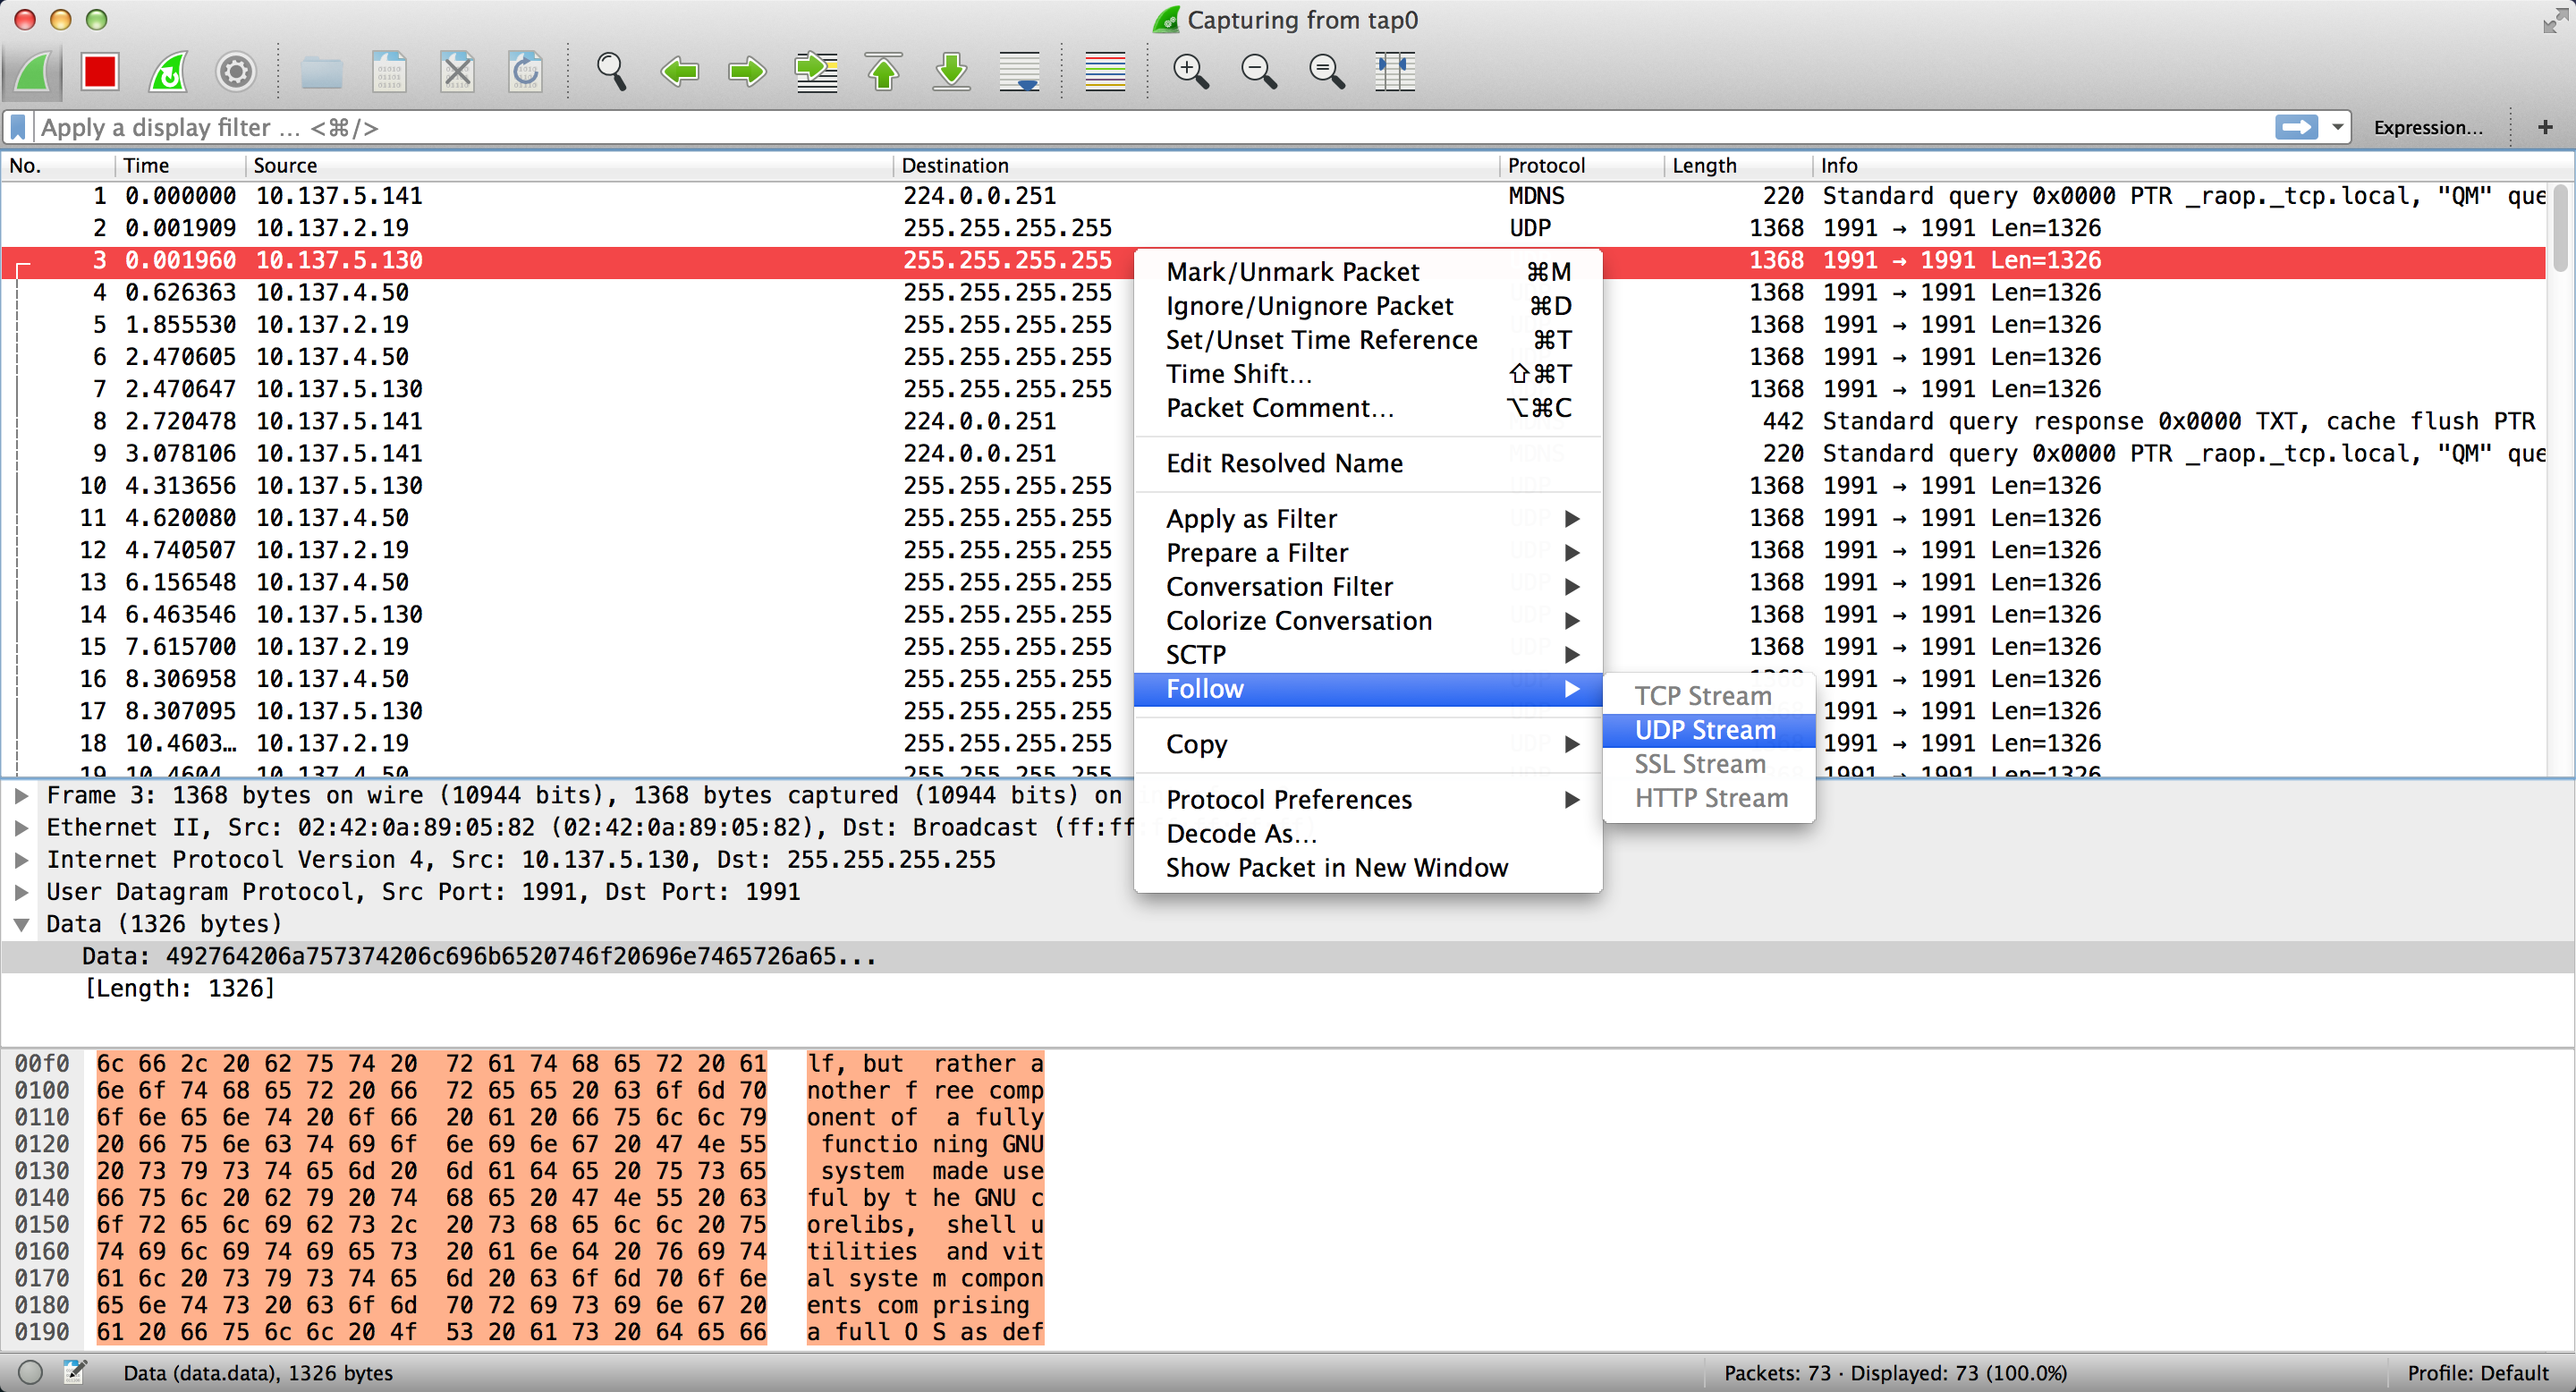 Capturing from tap0
Apply a display filter … <⌘/>
Expression…
+
No. Time Source Destination Protocol Length Info
1 0.000000 10.137.5.141 224.0.0.251 MDNS 220 Standard query 0x0000 PTR _raop._tcp.local, "QM" que
2 0.001909 10.137.2.19 255.255.255.255 UDP 1368 1991 → 1991 Len=1326
3 0.001960 10.137.5.130 255.255.255.255 1368 1991 → 1991 Len=1326
4 0.626363 10.137.4.50 255.255.255.255 1368 1991 → 1991 Len=1326
5 1.855530 10.137.2.19 255.255.255.255 1368 1991 → 1991 Len=1326
6 2.470605 10.137.4.50 255.255.255.255 1368 1991 → 1991 Len=1326
7 2.470647 10.137.5.130 255.255.255.255 1368 1991 → 1991 Len=1326
8 2.720478 10.137.5.141 224.0.0.251 442 Standard query response 0x0000 TXT, cache flush PTR
9 3.078106 10.137.5.141 224.0.0.251 MDNS 220 Standard query 0x0000 PTR _raop._tcp.local, "QM" que
10 4.313656 10.137.5.130 255.255.255.255 UDP 1368 1991 → 1991 Len=1326
11 4.620080 10.137.4.50 255.255.255.255 UDP 1368 1991 → 1991 Len=1326
12 4.740507 10.137.2.19 255.255.255.255 UDP 1368 1991 → 1991 Len=1326
13 6.156548 10.137.4.50 255.255.255.255 UDP 1368 1991 → 1991 Len=1326
14 6.463546 10.137.5.130 255.255.255.255 UDP 1368 1991 → 1991 Len=1326
15 7.615700 10.137.2.19 255.255.255.255 UDP 1368 1991 → 1991 Len=1326
16 8.306958 10.137.4.50 255.255.255.255 1368 1991 → 1991 Len=1326
17 8.307095 10.137.5.130 255.255.255.255 1991 → 1991 Len=1326
18 10.4603… 10.137.2.19 255.255.255.255 UDP 1991 → 1991 Len=1326
19 10.4604 10.137.4.50 255.255.255.255 1991 → 1991 Len=1326
Mark/Unmark Packet ⌘M
Ignore/Unignore Packet ⌘D
Set/Unset Time Reference ⌘T
Time Shift… ⇧⌘T
Packet Comment… ⌥⌘C
Edit Resolved Name
Apply as Filter
Prepare a Filter
Conversation Filter
Colorize Conversation
SCTP
Follow
Copy
Protocol Preferences
Decode As…
Show Packet in New Window
TCP Stream
UDP Stream
SSL Stream
HTTP Stream
Frame 3: 1368 bytes on wire (10944 bits), 1368 bytes captured (10944 bits) on
Ethernet II, Src: 02:42:0a:89:05:82 (02:42:0a:89:05:82), Dst: Broadcast (ff:ff:
Internet Protocol Version 4, Src: 10.137.5.130, Dst: 255.255.255.255
User Datagram Protocol, Src Port: 1991, Dst Port: 1991
Data (1326 bytes)
Data: 492764206a757374206c696b6520746f20696e7465726a65...
[Length: 1326]
00f0 6c 66 2c 20 62 75 74 20 72 61 74 68 65 72 20 61 lf, but rather a
0100 6e 6f 74 68 65 72 20 66 72 65 65 20 63 6f 6d 70 nother f ree comp
0110 6f 6e 65 6e 74 20 6f 66 20 61 20 66 75 6c 6c 79 onent of a fully
0120 20 66 75 6e 63 74 69 6f 6e 69 6e 67 20 47 4e 55 functio ning GNU
0130 20 73 79 73 74 65 6d 20 6d 61 64 65 20 75 73 65 system made use
0140 66 75 6c 20 62 79 20 74 68 65 20 47 4e 55 20 63 ful by t he GNU c
0150 6f 72 65 6c 69 62 73 2c 20 73 68 65 6c 6c 20 75 orelibs, shell u
0160 74 69 6c 69 74 69 65 73 20 61 6e 64 20 76 69 74 tilities and vit
0170 61 6c 20 73 79 73 74 65 6d 20 63 6f 6d 70 6f 6e al syste m compon
0180 65 6e 74 73 20 63 6f 6d 70 72 69 73 69 6e 67 20 ents com prising
0190 61 20 66 75 6c 6c 20 4f 53 20 61 73 20 64 65 66 a full O S as def
Data (data.data), 1326 bytes
Packets: 73 · Displayed: 73 (100.0%)
Profile: Default